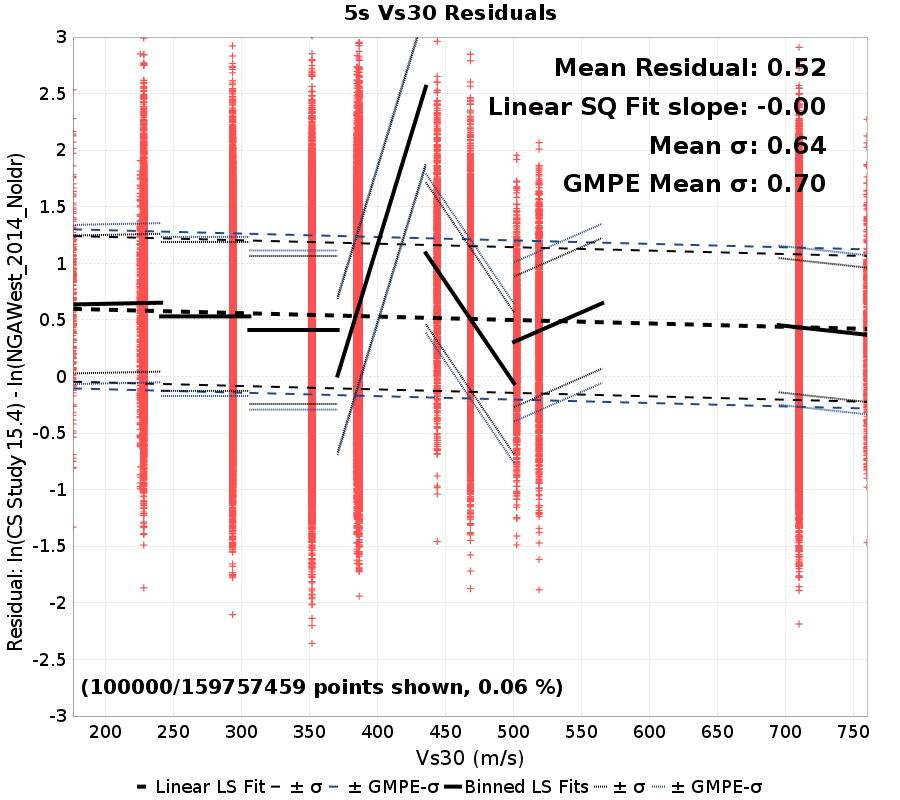 5s Vs30 Residuals
Mean Residual: 0.52
Linear SQ Fit slope: -0.00
Mean σ: 0.64
GMPE Mean σ: 0.70
Residual: ln(CS Study 15.4) - ln(NGAWest_2014_NoIdr)
3
2.5
2
1.5
1
0.5
0
-0.5
-1
-1.5
-2
-2.5
-3
(100000/159757459 points shown, 0.06 %)
200 250 300 350 400 450 500 550 600 650 700 750
Vs30 (m/s)
Linear LS Fit ± σ ± GMPE-σ Binned LS Fits ± σ ± GMPE-σ